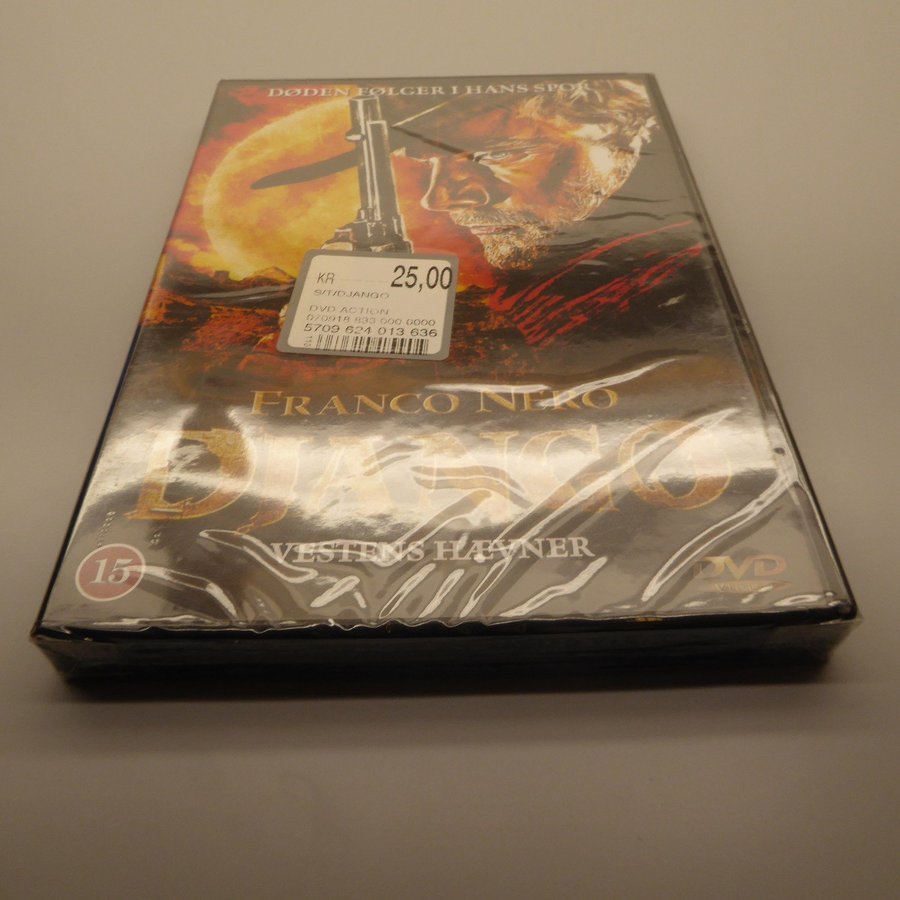 DØDEN FØLGER I HANS SPOR
KR 25,00
S/T/DJANGO
DVD ACTION
070918 833 000 0000
5709 624 013 636
FRANCO NERO
DJANGO
VESTENS HÆVNER
15
DVD